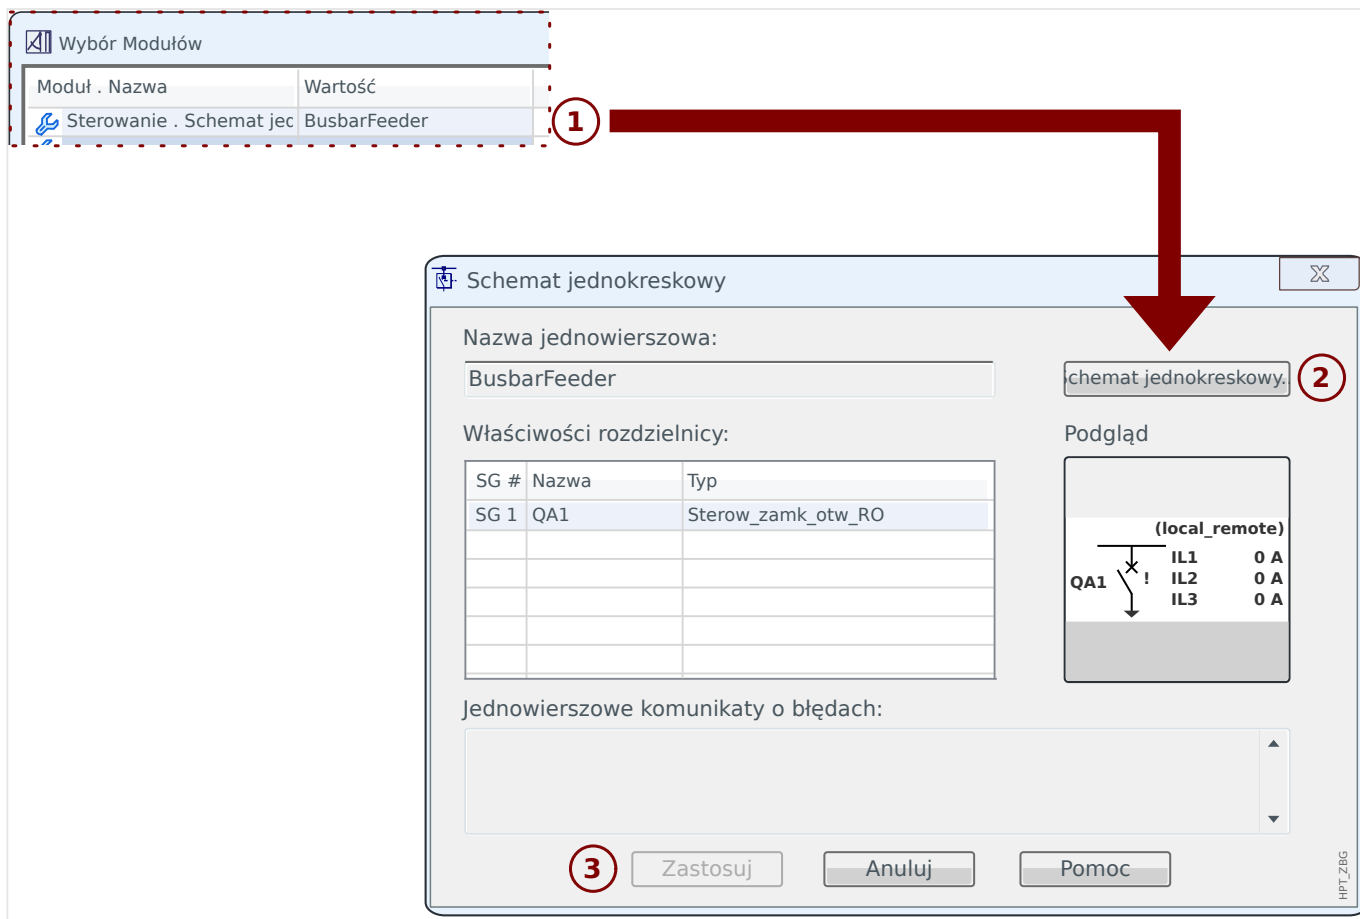 Wybór Modułów
Moduł . Nazwa Wartość
Sterowanie . Schemat jed BusbarFeeder
1
Schemat jednokreskowy X
Nazwa jednowierszowa:
BusbarFeeder
Schemat jednokreskowy.. 2
Właściwości rozdzielnicy: Podgląd
SG # Nazwa Typ
SG 1 QA1 Sterow_zamk_otw_RO
(local_remote)
IL1 0 A
QA1 ! IL2 0 A
IL3 0 A
Jednowierszowe komunikaty o błędach:
3 Zastosuj Anuluj Pomoc
HPT_ZBG